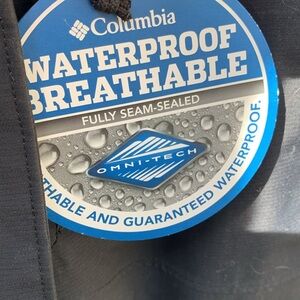 Columbia
WATERPROOF
BREATHABLE
FULLY SEAM-SEALED
OMNI-TECH
THABLE AND GUARANTEED WATERPROOF.